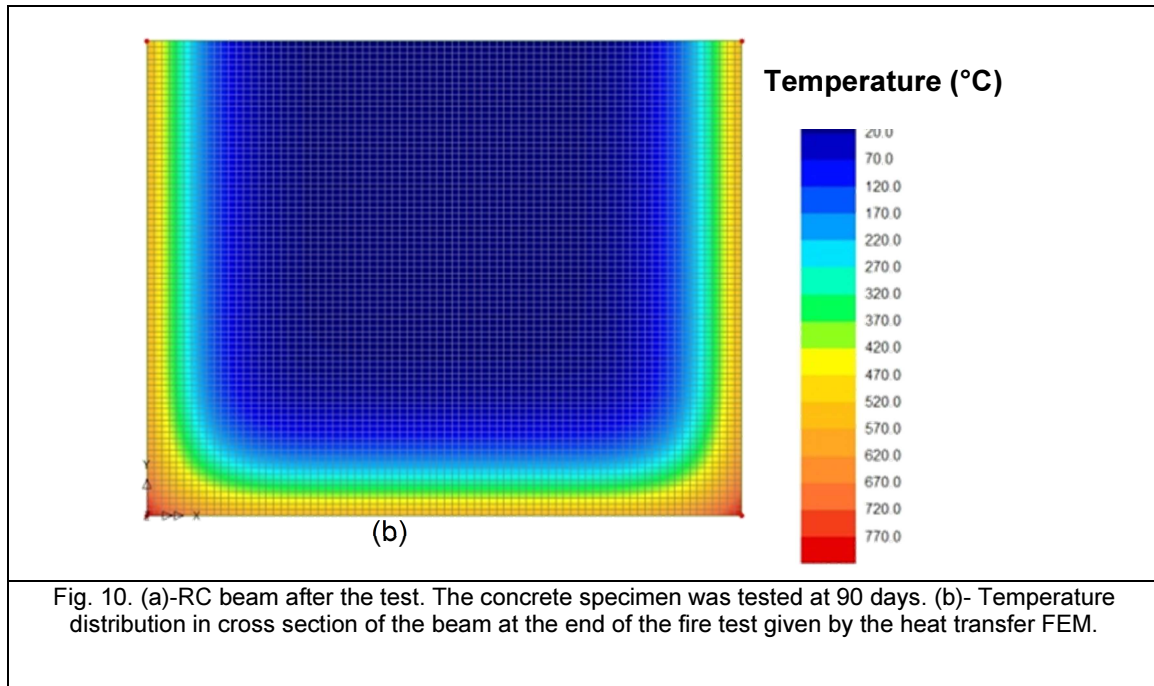 Temperature (°C)
20.0
70.0
120.0
170.0
220.0
270.0
320.0
370.0
420.0
470.0
520.0
570.0
620.0
670.0
720.0
770.0
Y
Z X
(b)
Fig. 10. (a)-RC beam after the test. The concrete specimen was tested at 90 days. (b)- Temperature
distribution in cross section of the beam at the end of the fire test given by the heat transfer FEM.